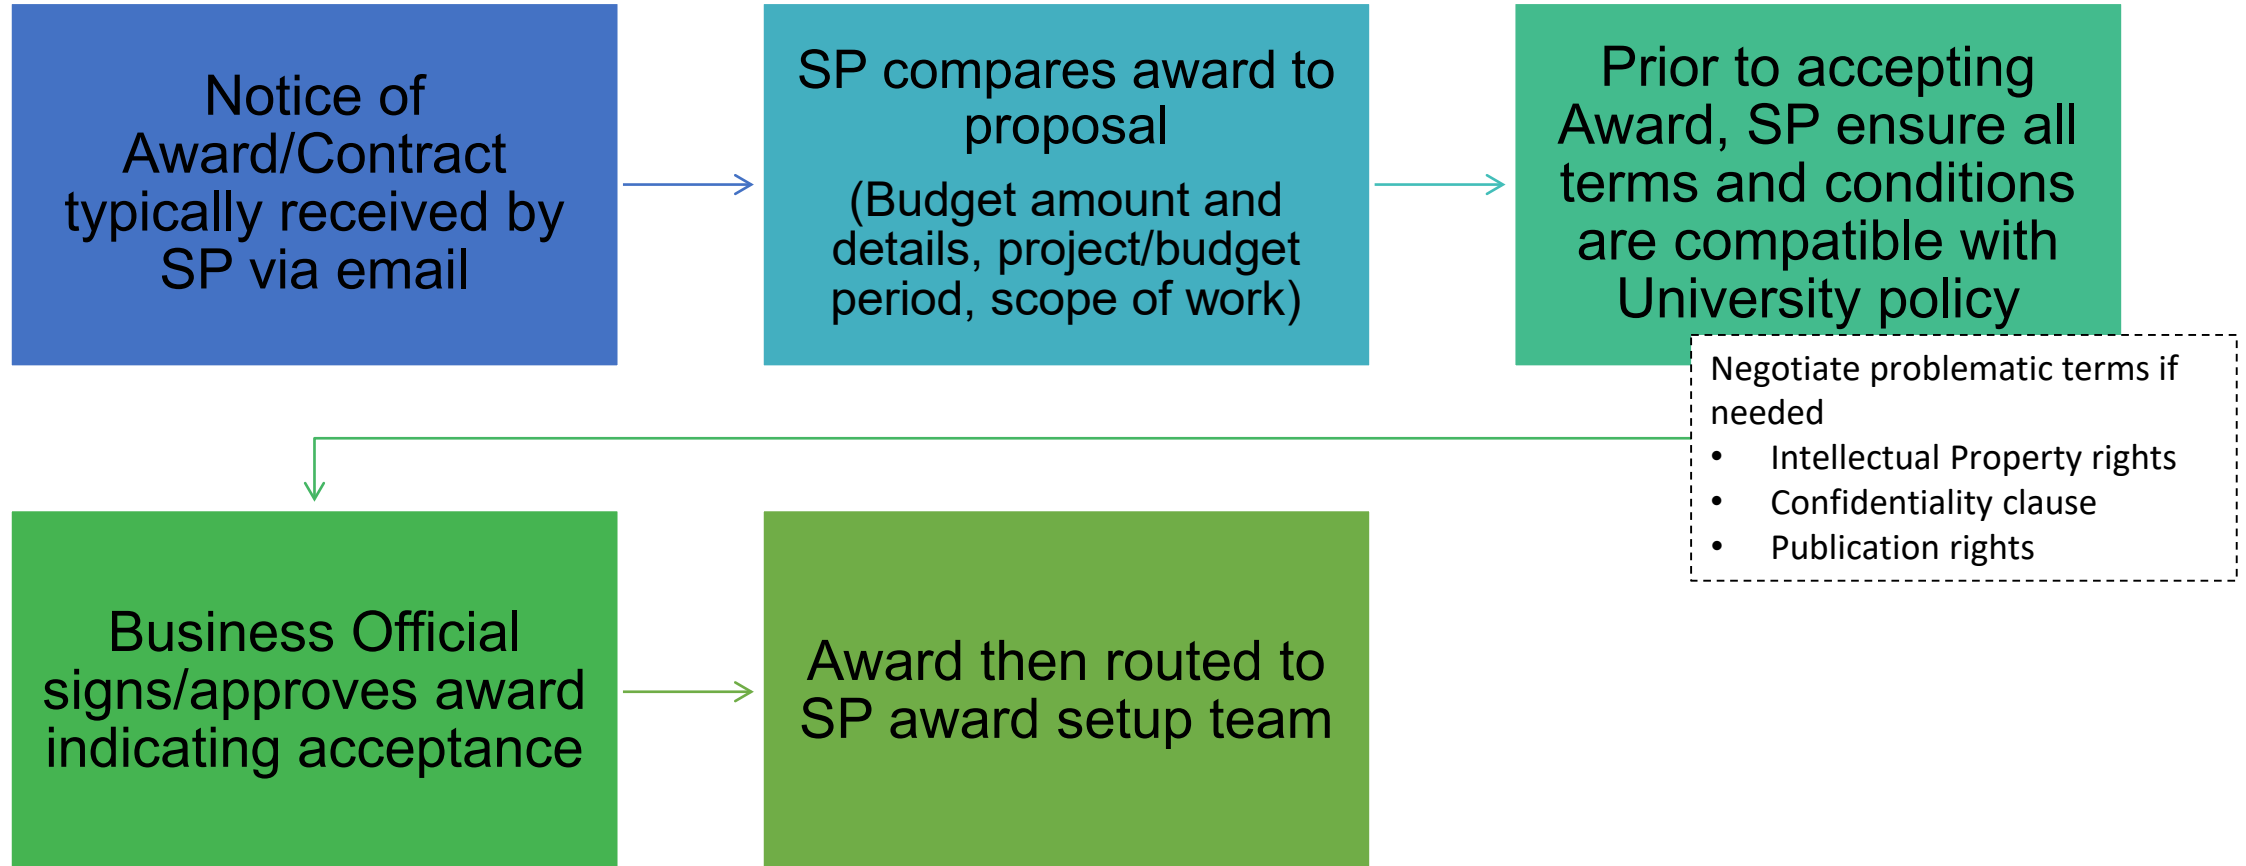 Notice of
Award/Contract
typically received by
SP via email
SP compares award to
proposal
(Budget amount and
details, project/budget
period, scope of work)
Prior to accepting
Award, SP ensure all
terms and conditions
are compatible with
University policy
Negotiate problematic terms if
needed
• Intellectual Property rights
• Confidentiality clause
• Publication rights
Business Official
signs/approves award
indicating acceptance
Award then routed to
SP award setup team